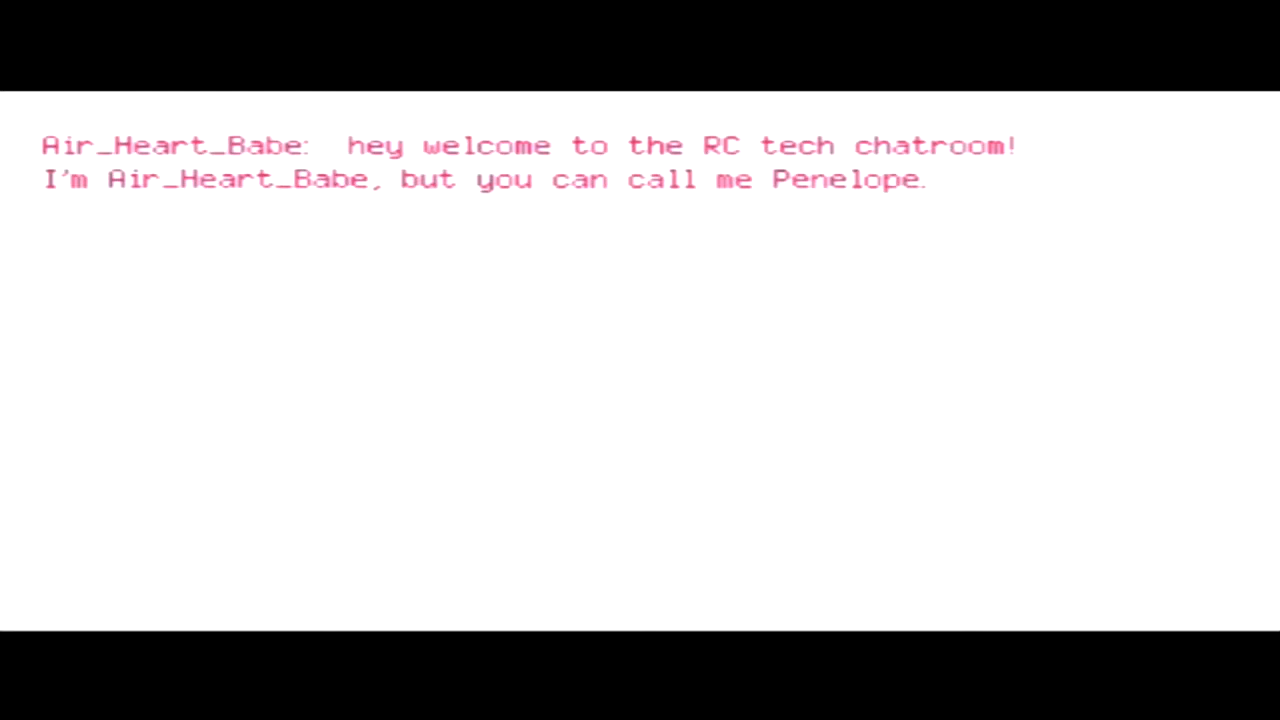 Air_Heart_Babe:  hey welcome to the RC tech chatroom!
I'm Air_Heart_Babe, but you can call me Penelope.